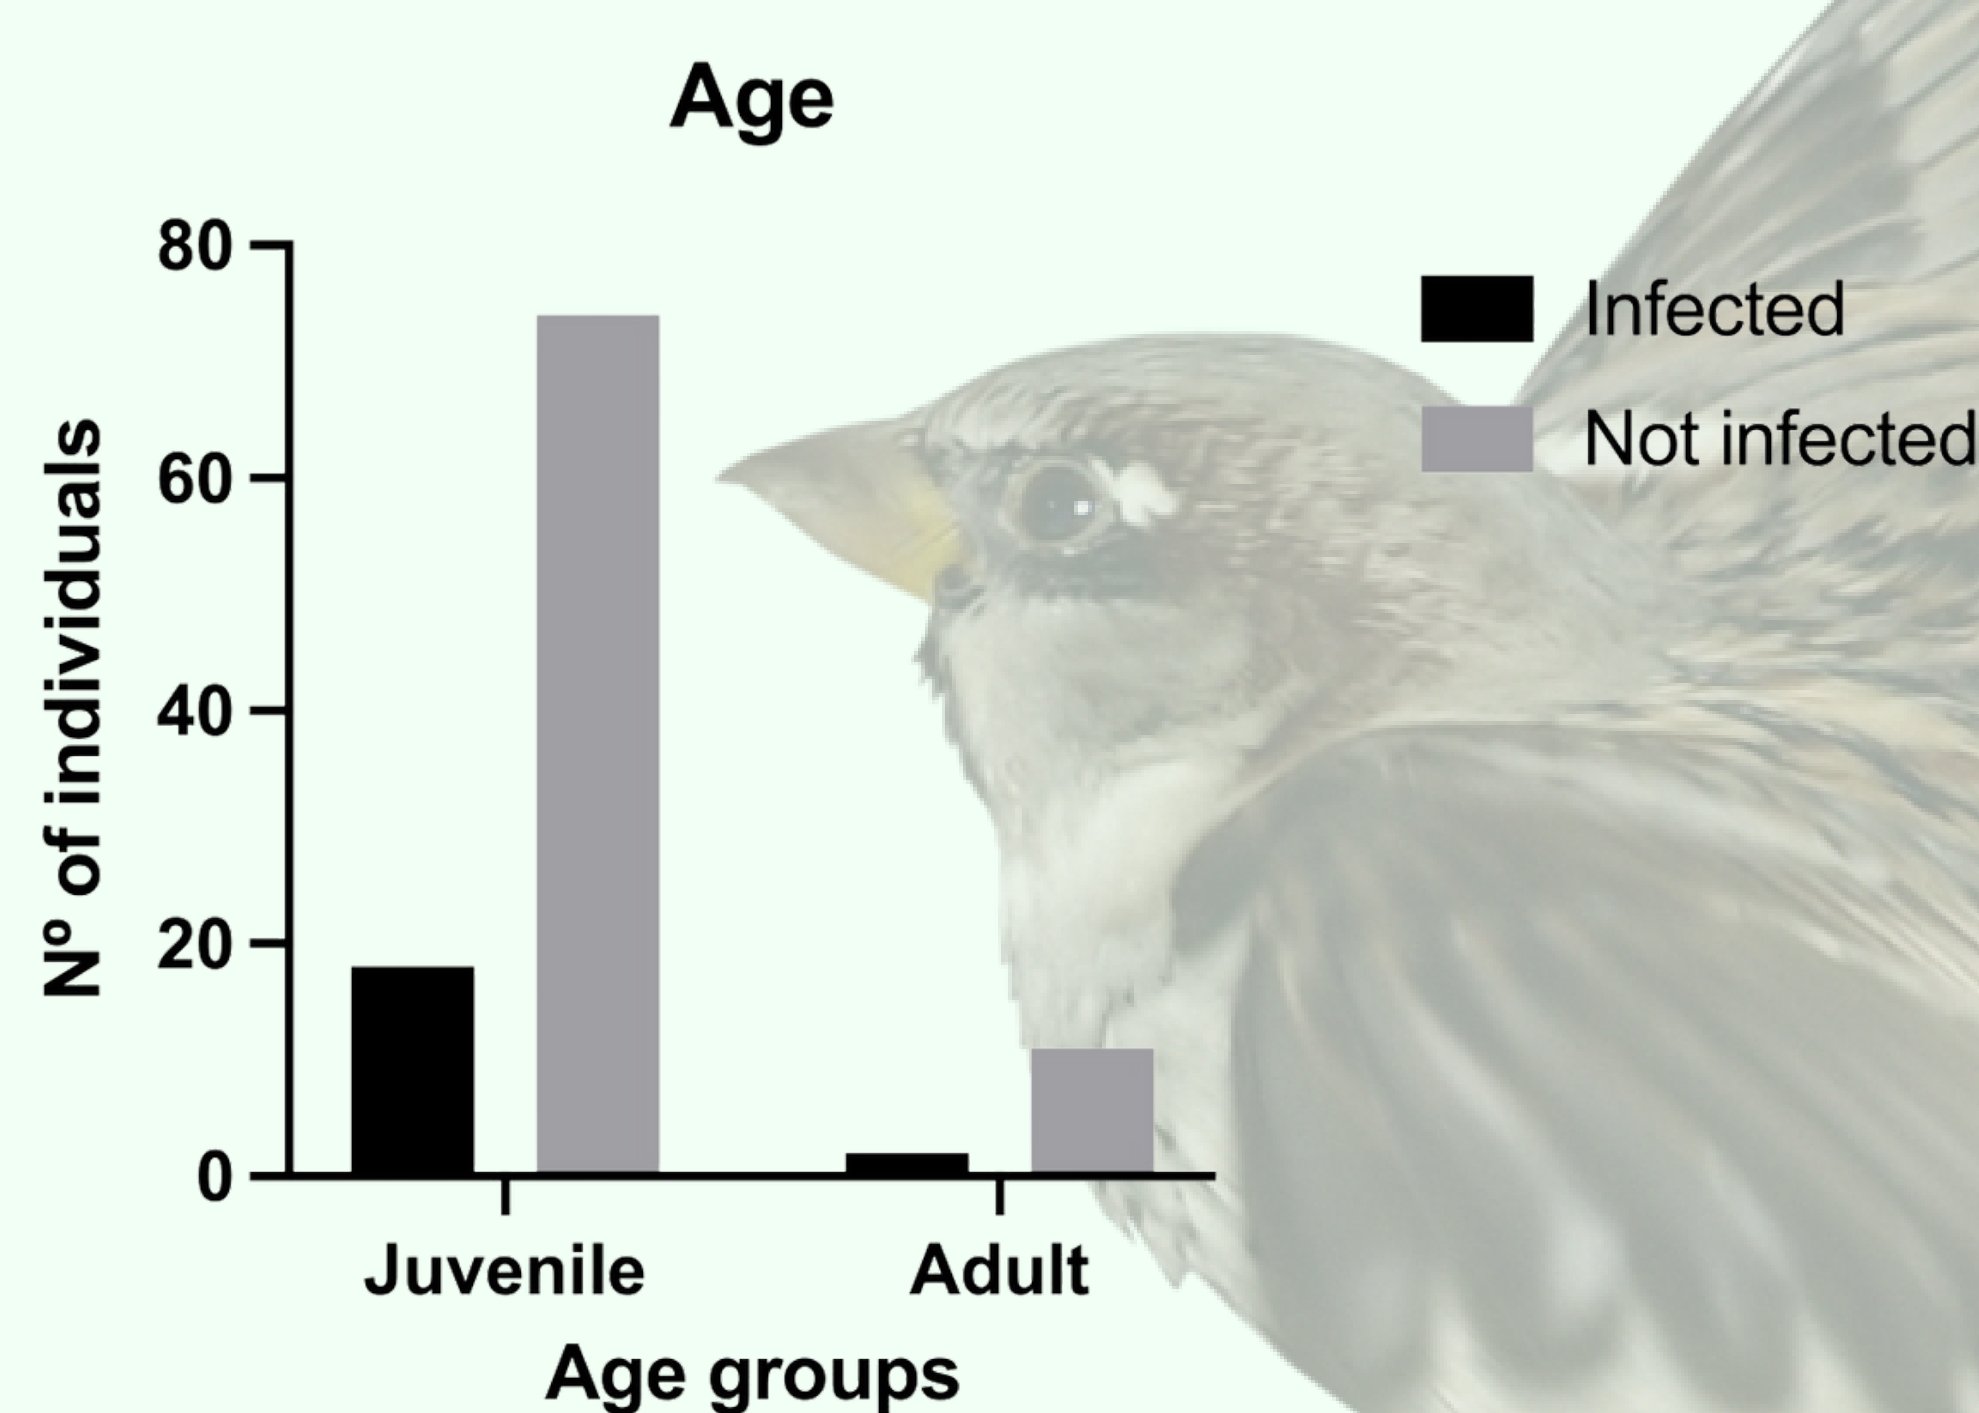 Age
80
60
40
20
0
Nº of individuals
Juvenile
Adult
Age groups
Infected
Not infected